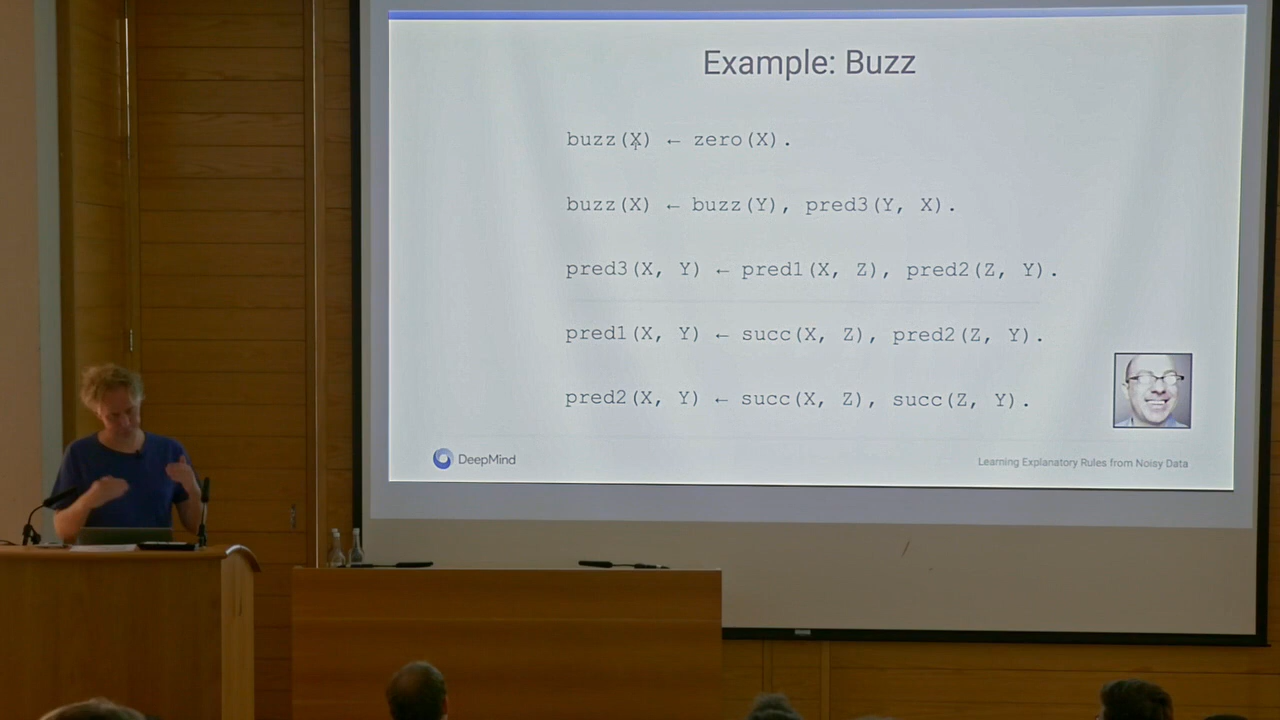 Example: Buzz
buzz(X) ← zero(X).
buzz(X) ← buzz(Y), pred3(Y, X).
pred3(X, Y) ← pred1(X, Z), pred2(Z, Y).
pred1(X, Y) ← succ(X, Z), pred2(Z, Y).
pred2(X, Y) ← succ(X, Z), succ(Z, Y).
DeepMind
Learning Explanatory Rules from Noisy Data